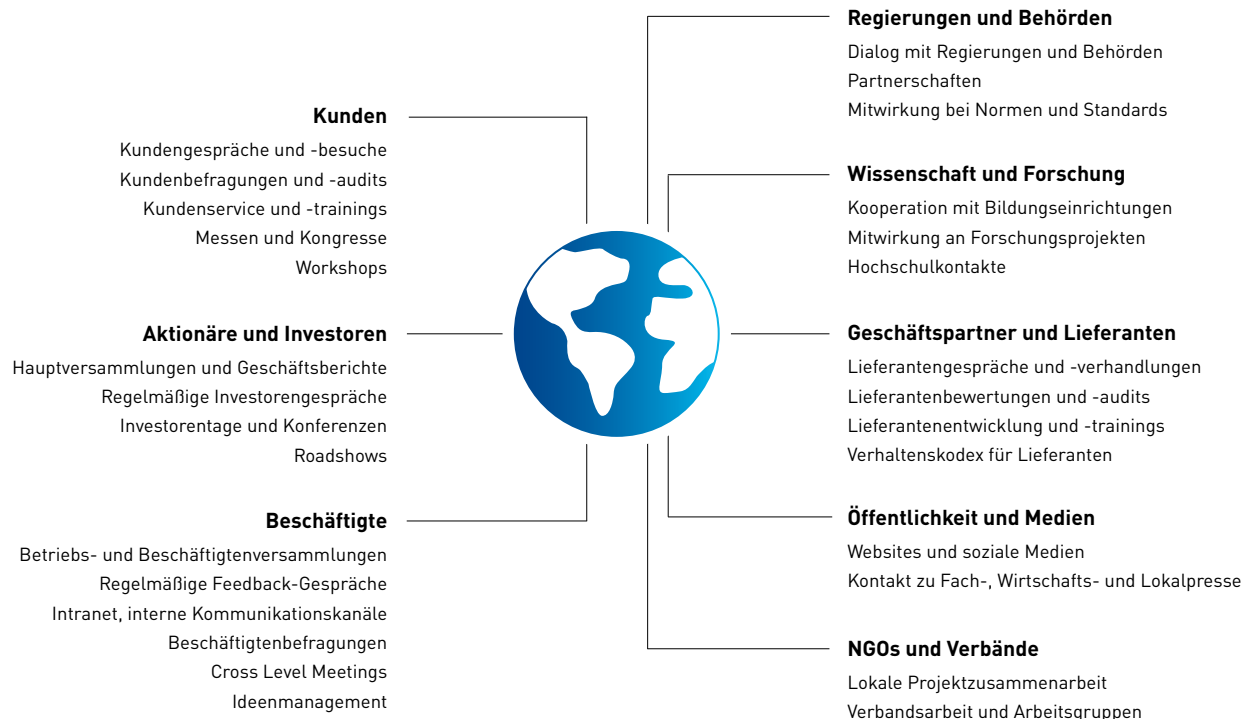 Kunden
Kundengespräche und -besuche
Kundenbefragungen und -audits
Kundenservice und -trainings
Messen und Kongresse
Workshops
Aktionäre und Investoren
Hauptversammlungen und Geschäftsberichte
Regelmäßige Investorengespräche
Investorentage und Konferenzen
Roadshows
Beschäftigte
Betriebs- und Beschäftigtenversammlungen
Regelmäßige Feedback-Gespräche
Intranet, interne Kommunikationskanäle
Beschäftigtenbefragungen
Cross Level Meetings
Ideenmanagement
Regierungen und Behörden
Dialog mit Regierungen und Behörden
Partnerschaften
Mitwirkung bei Normen und Standards
Wissenschaft und Forschung
Kooperation mit Bildungseinrichtungen
Mitwirkung an Forschungsprojekten
Hochschulkontakte
Geschäftspartner und Lieferanten
Lieferantengespräche und -verhandlungen
Lieferantenbewertungen und -audits
Lieferantenentwicklung und -trainings
Verhaltenskodex für Lieferanten
Öffentlichkeit und Medien
Websites und soziale Medien
Kontakt zu Fach-, Wirtschafts- und Lokalpresse
NGOs und Verbände
Lokale Projektzusammenarbeit
Verbandsarbeit und Arbeitsgruppen